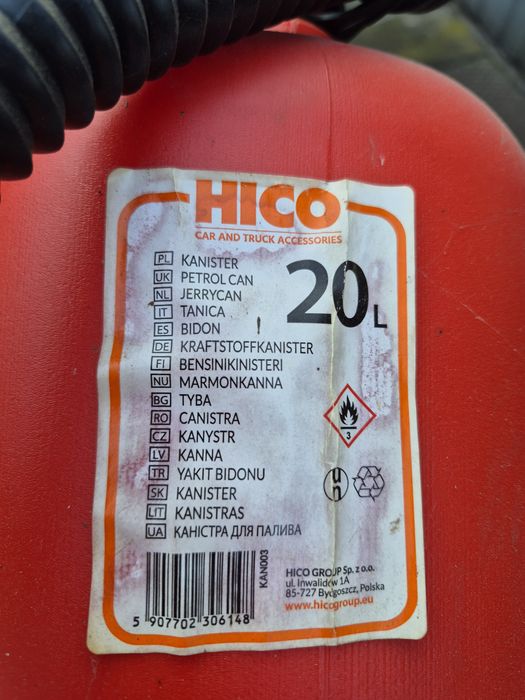 HICO
CAR AND TRUCK ACCESSORIES
20L
PL KANISTER
UK PETROL CAN
NL JERRYCAN
IT TANICA
ES BIDON
DE KRAFTSTOFFKANISTER
FI BENSINIKINISTERI
NU MARMONKANNA
BG ТУБА
RO CANISTRA
CZ KANYSTR
LV KANNA
TR YAKIT BIDONU
SK KANISTER
LIT KANISTRAS
UA КАНІСТРА ДЛЯ ПАЛИВА
3
KAN003
5 907702 306148
HICO GROUP Sp. z o.o.
ul. Inwalidów 1A
85-727 Bydgoszcz, Polska
www.hicogroup.eu